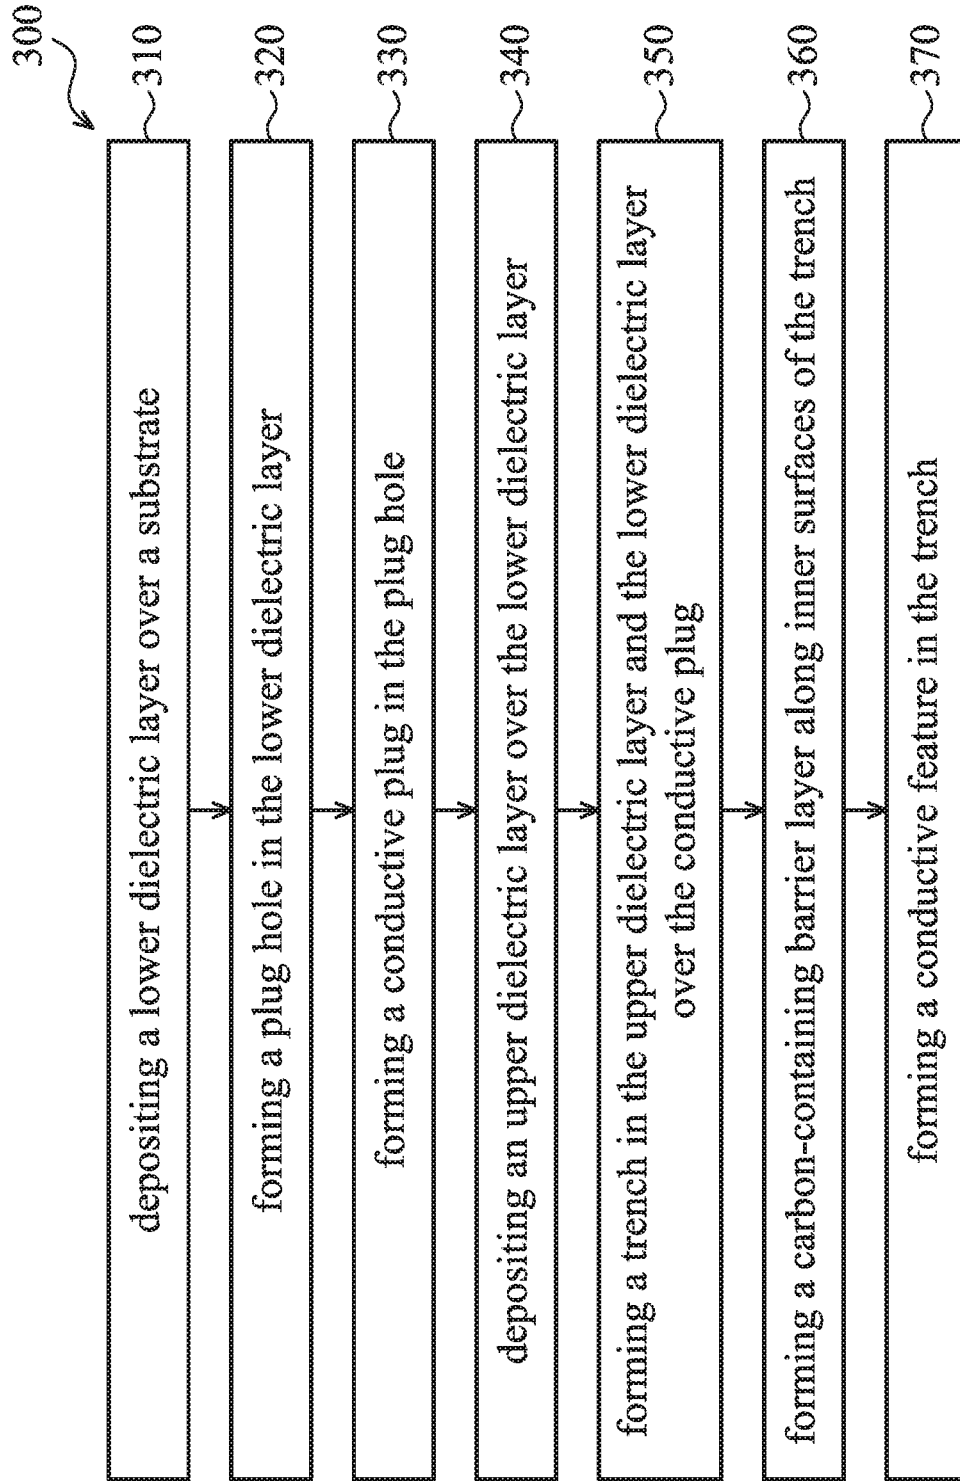 300
depositing a lower dielectric layer over a substrate
310
forming a plug hole in the lower dielectric layer
320
forming a conductive plug in the plug hole
330
depositing an upper dielectric layer over the lower dielectric layer
340
forming a trench in the upper dielectric layer and the lower dielectric layer
over the conductive plug
350
forming a carbon-containing barrier layer along inner surfaces of the trench
360
forming a conductive feature in the trench
370